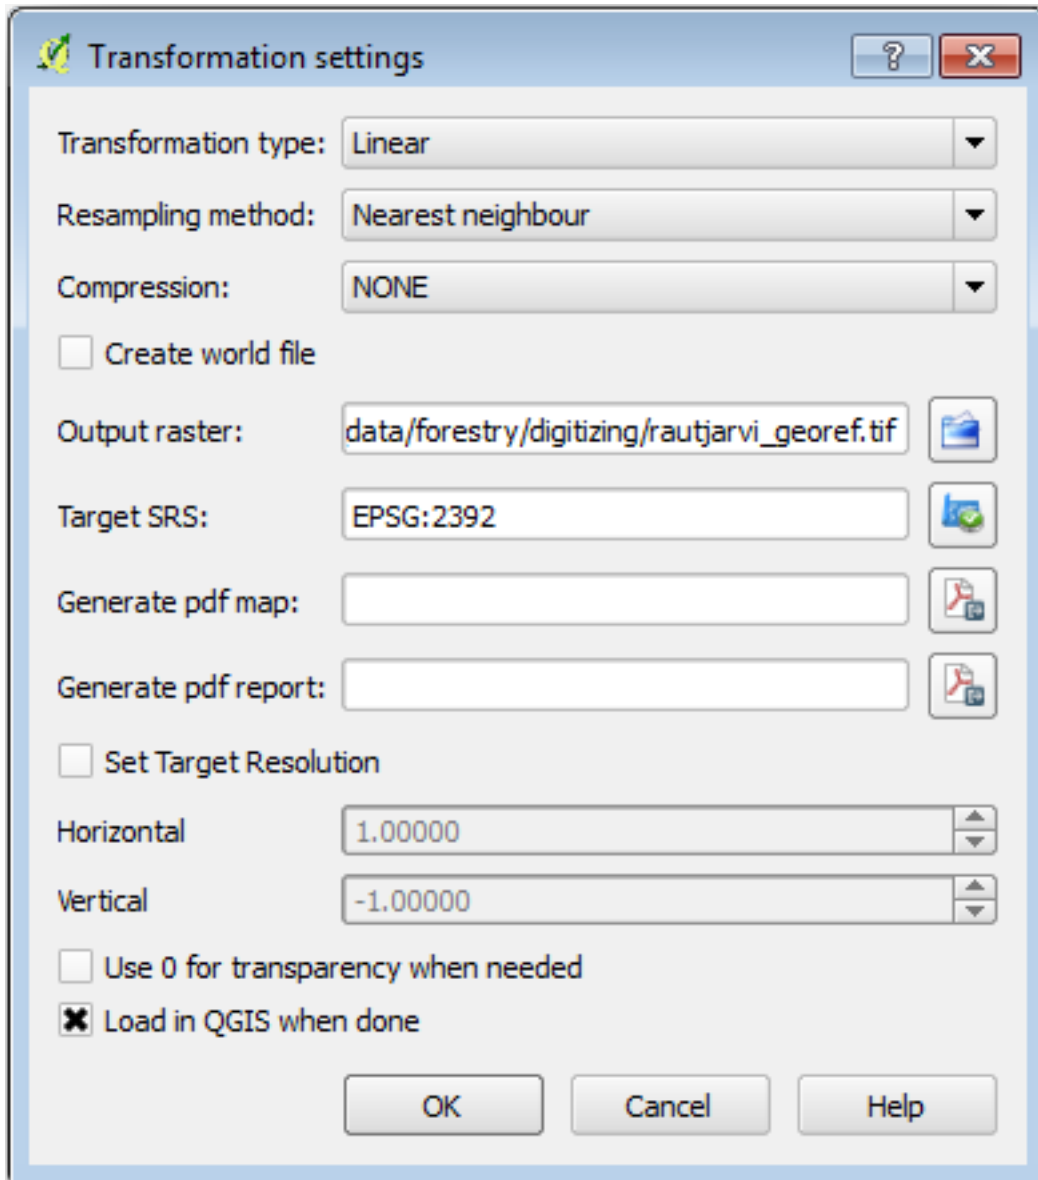 Transformation settings
Transformation type: Linear
Resampling method: Nearest neighbour
Compression: NONE
Create world file
Output raster: data/forestry/digitizing/rautjarvi_georef.tif
Target SRS: EPSG:2392
Generate pdf map:
Generate pdf report:
Set Target Resolution
Horizontal 1.00000
Vertical -1.00000
Use 0 for transparency when needed
Load in QGIS when done
OK Cancel Help